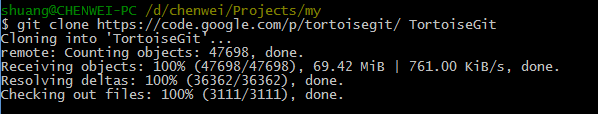 shuang@CHENWEI-PC /d/chenwei/Projects/my
$ git clone https://code.google.com/p/tortoisegit/ TortoiseGit
Cloning into 'TortoiseGit'...
remote: Counting objects: 47698, done.
Receiving objects: 100% (47698/47698), 69.42 MiB | 761.00 KiB/s, done.
Resolving deltas: 100% (36362/36362), done.
Checking out files: 100% (3111/3111), done.